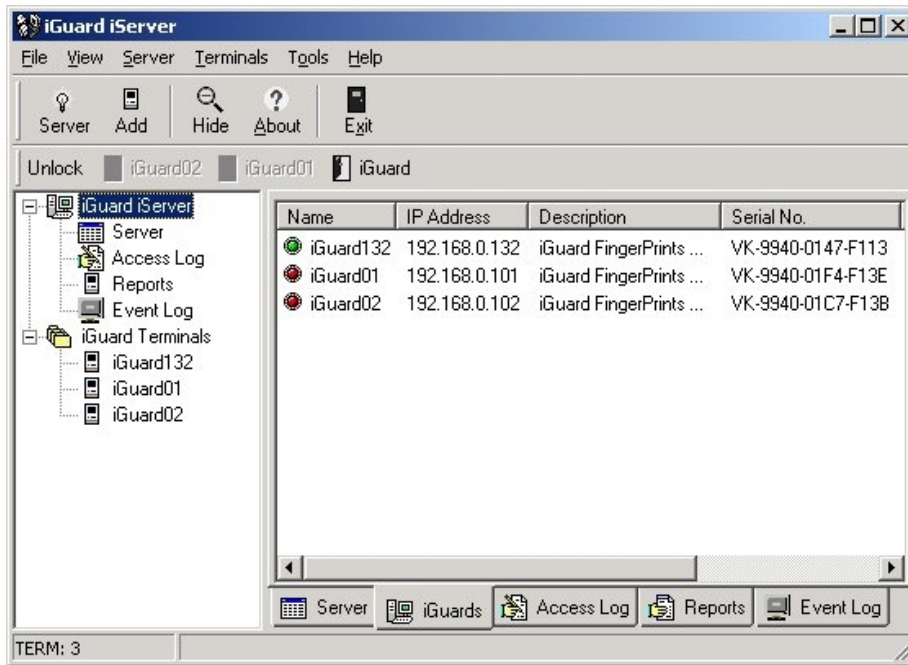 iGuard iServer
File View Server Terminals Tools Help
Server Add Hide About Exit
Unlock iGuard02 iGuard01 iGuard
iGuard iServer
Server
Access Log
Reports
Event Log
iGuard Terminals
iGuard132
iGuard01
iGuard02
Name IP Address Description Serial No.
iGuard132 192.168.0.132 iGuard FingerPrints ... VK-9940-0147-F113
iGuard01 192.168.0.101 iGuard FingerPrints ... VK-9940-01F4-F13E
iGuard02 192.168.0.102 iGuard FingerPrints ... VK-9940-01C7-F13B
Server iGuards Access Log Reports Event Log
TERM: 3